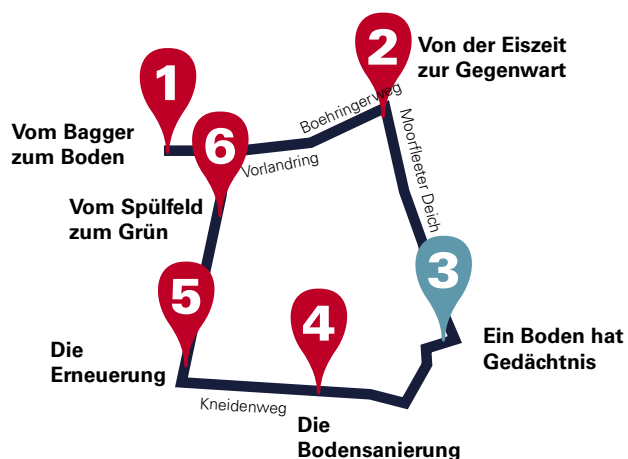 1
Vom Bagger
zum Boden
2
Von der Eiszeit
zur Gegenwart
Boehringerweg
Vorlandring
Moorfleeter Deich
6
Vom Spülfeld
zum Grün
3
Ein Boden hat
Gedächtnis
5
Die
Erneuerung
4
Die
Bodensanierung
Kneidenweg